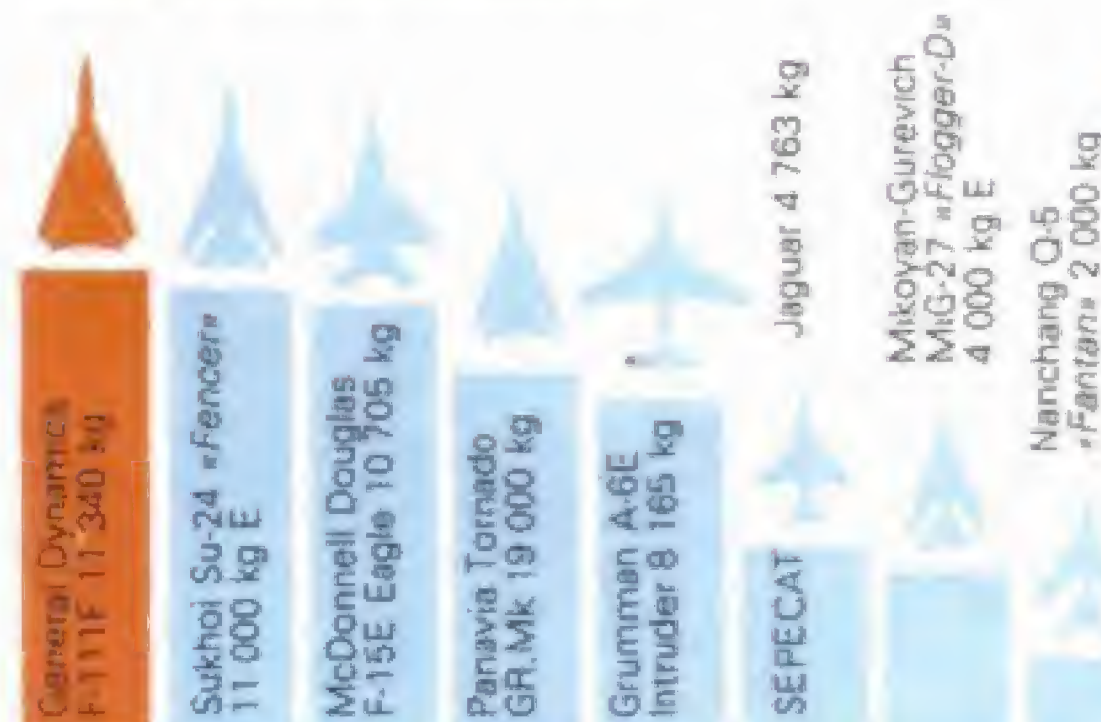 General Dynamics
F-111F 11 340 kg
Sukhoi Su-24 «Fencer»
11 000 kg E
McDonnell Douglas
F-15E Eagle 10 705 kg
Panavia Tornado
GR.Mk 19 000 kg
Grumman A-6E
Intruder 8 165 kg
SEPECAT
Jaguar 4 763 kg
Mikoyan-Gurevich
MiG-27 «Flogger-D»
4 000 kg E
Nanchang Q-5
«Fantan» 2 000 kg